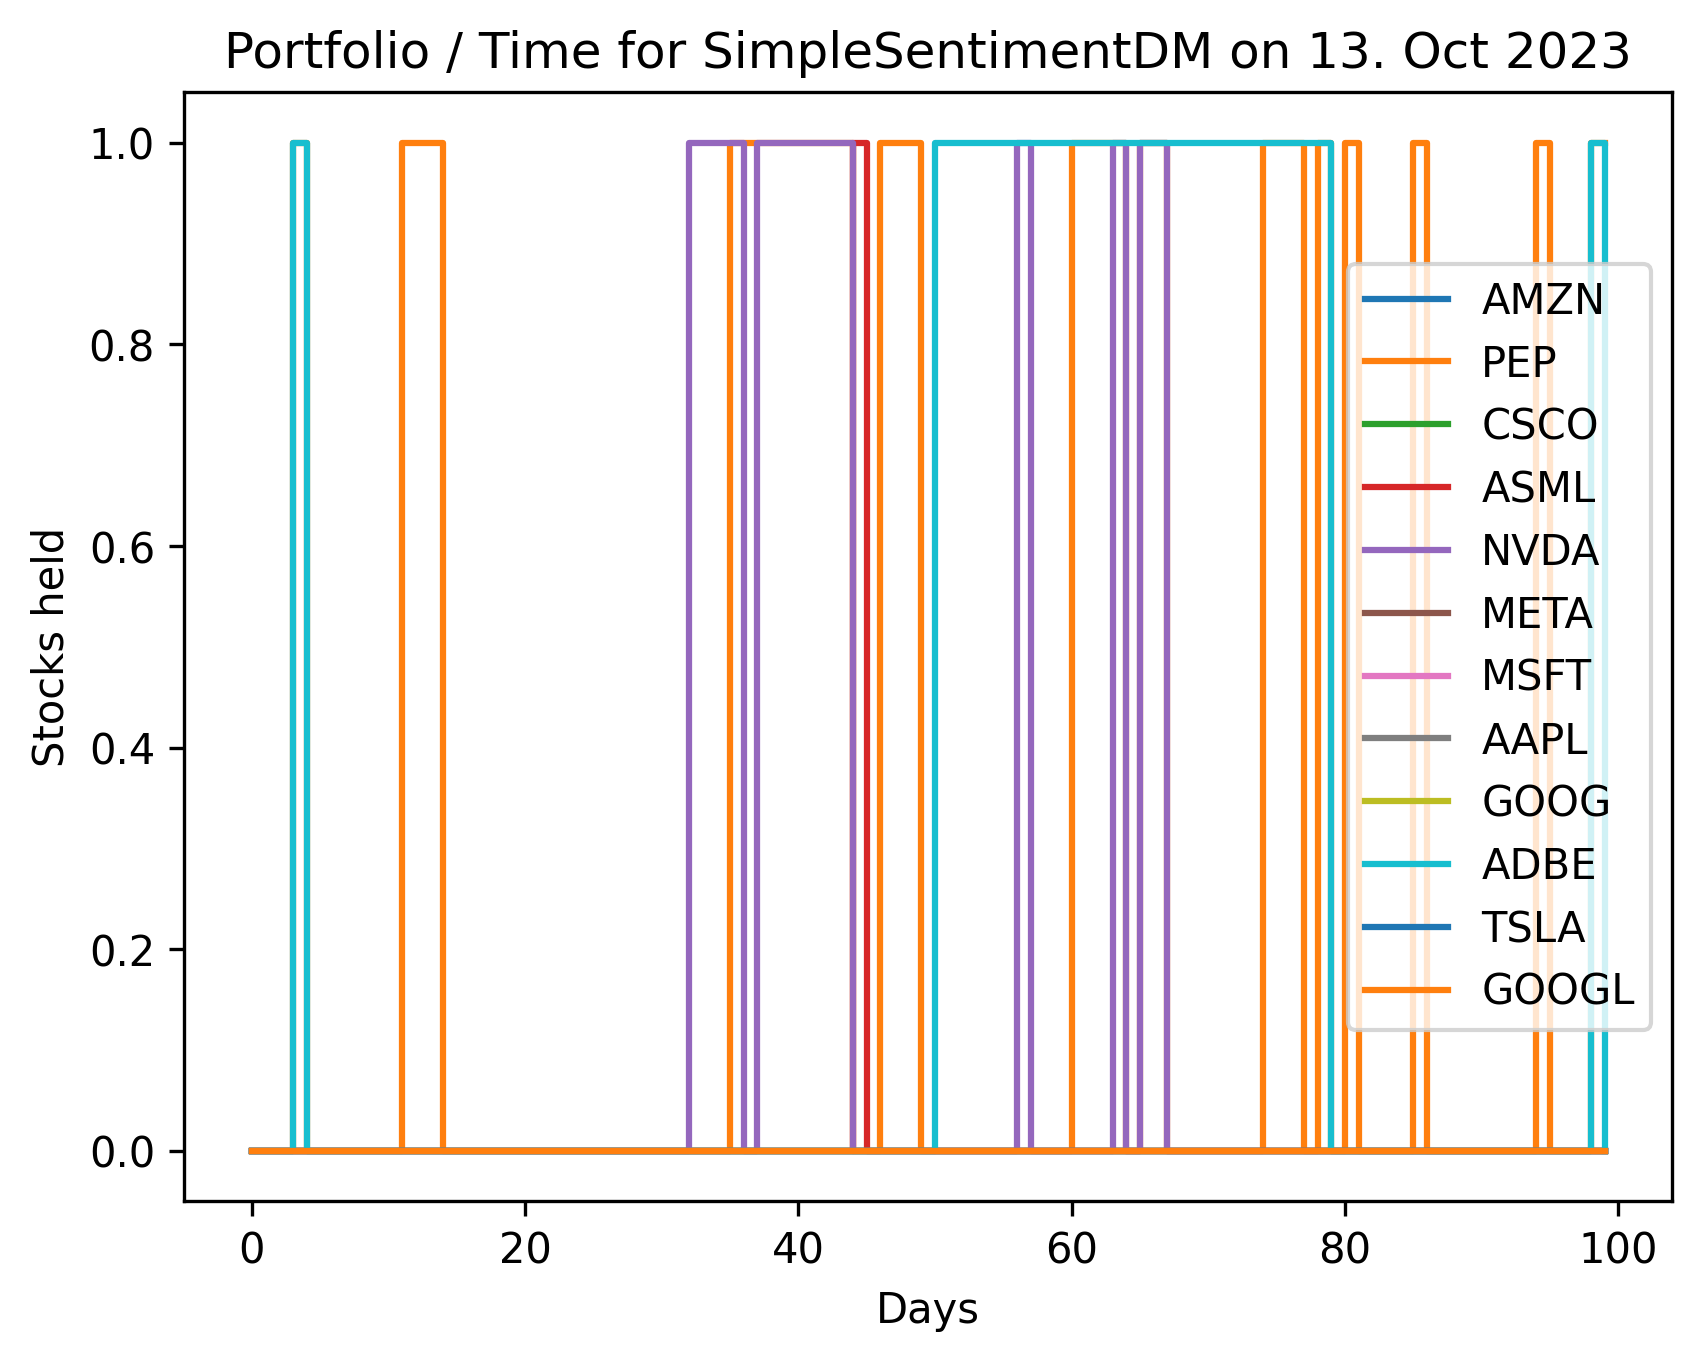 Portfolio / Time for SimpleSentimentDM on 13. Oct 2023
1.0
0.8
0.6
0.4
0.2
0.0
Stocks held
AMZN
PEP
CSCO
ASML
NVDA
META
MSFT
AAPL
GOOG
ADBE
TSLA
GOOGL
0 20 40 60 80 100
Days